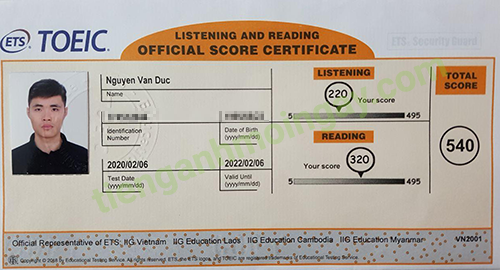 ETS TOEIC.
LISTENING AND READING
OFFICIAL SCORE CERTIFICATE
ETS- Security Board
Nguyen Van Duc
Name
Identification
Number
Date of Birth
(yyyy/mm/dd)
2020/02/06
Test Date
(yyyy/mm/dd)
2022/02/06
Valid Until
(yyyy/mm/dd)
LISTENING
220
Your score
5 495
READING
Your score
320
5 495
TOTAL
SCORE
540
Official Representative of ETS: IIG Vietnam IIG Education Laos IIG Education Cambodia IIG Education Myanmar VN2001